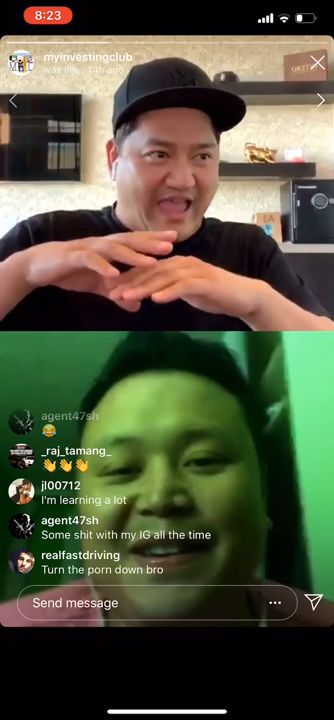 8:23
myinvestingclub
was live · 14h ago
agent47sh
😂
_raj_tamang_
👋👋👋
jl00712
I'm learning a lot
agent47sh
Some shit with my IG all the time
realfastdriving
Turn the porn down bro
Send message